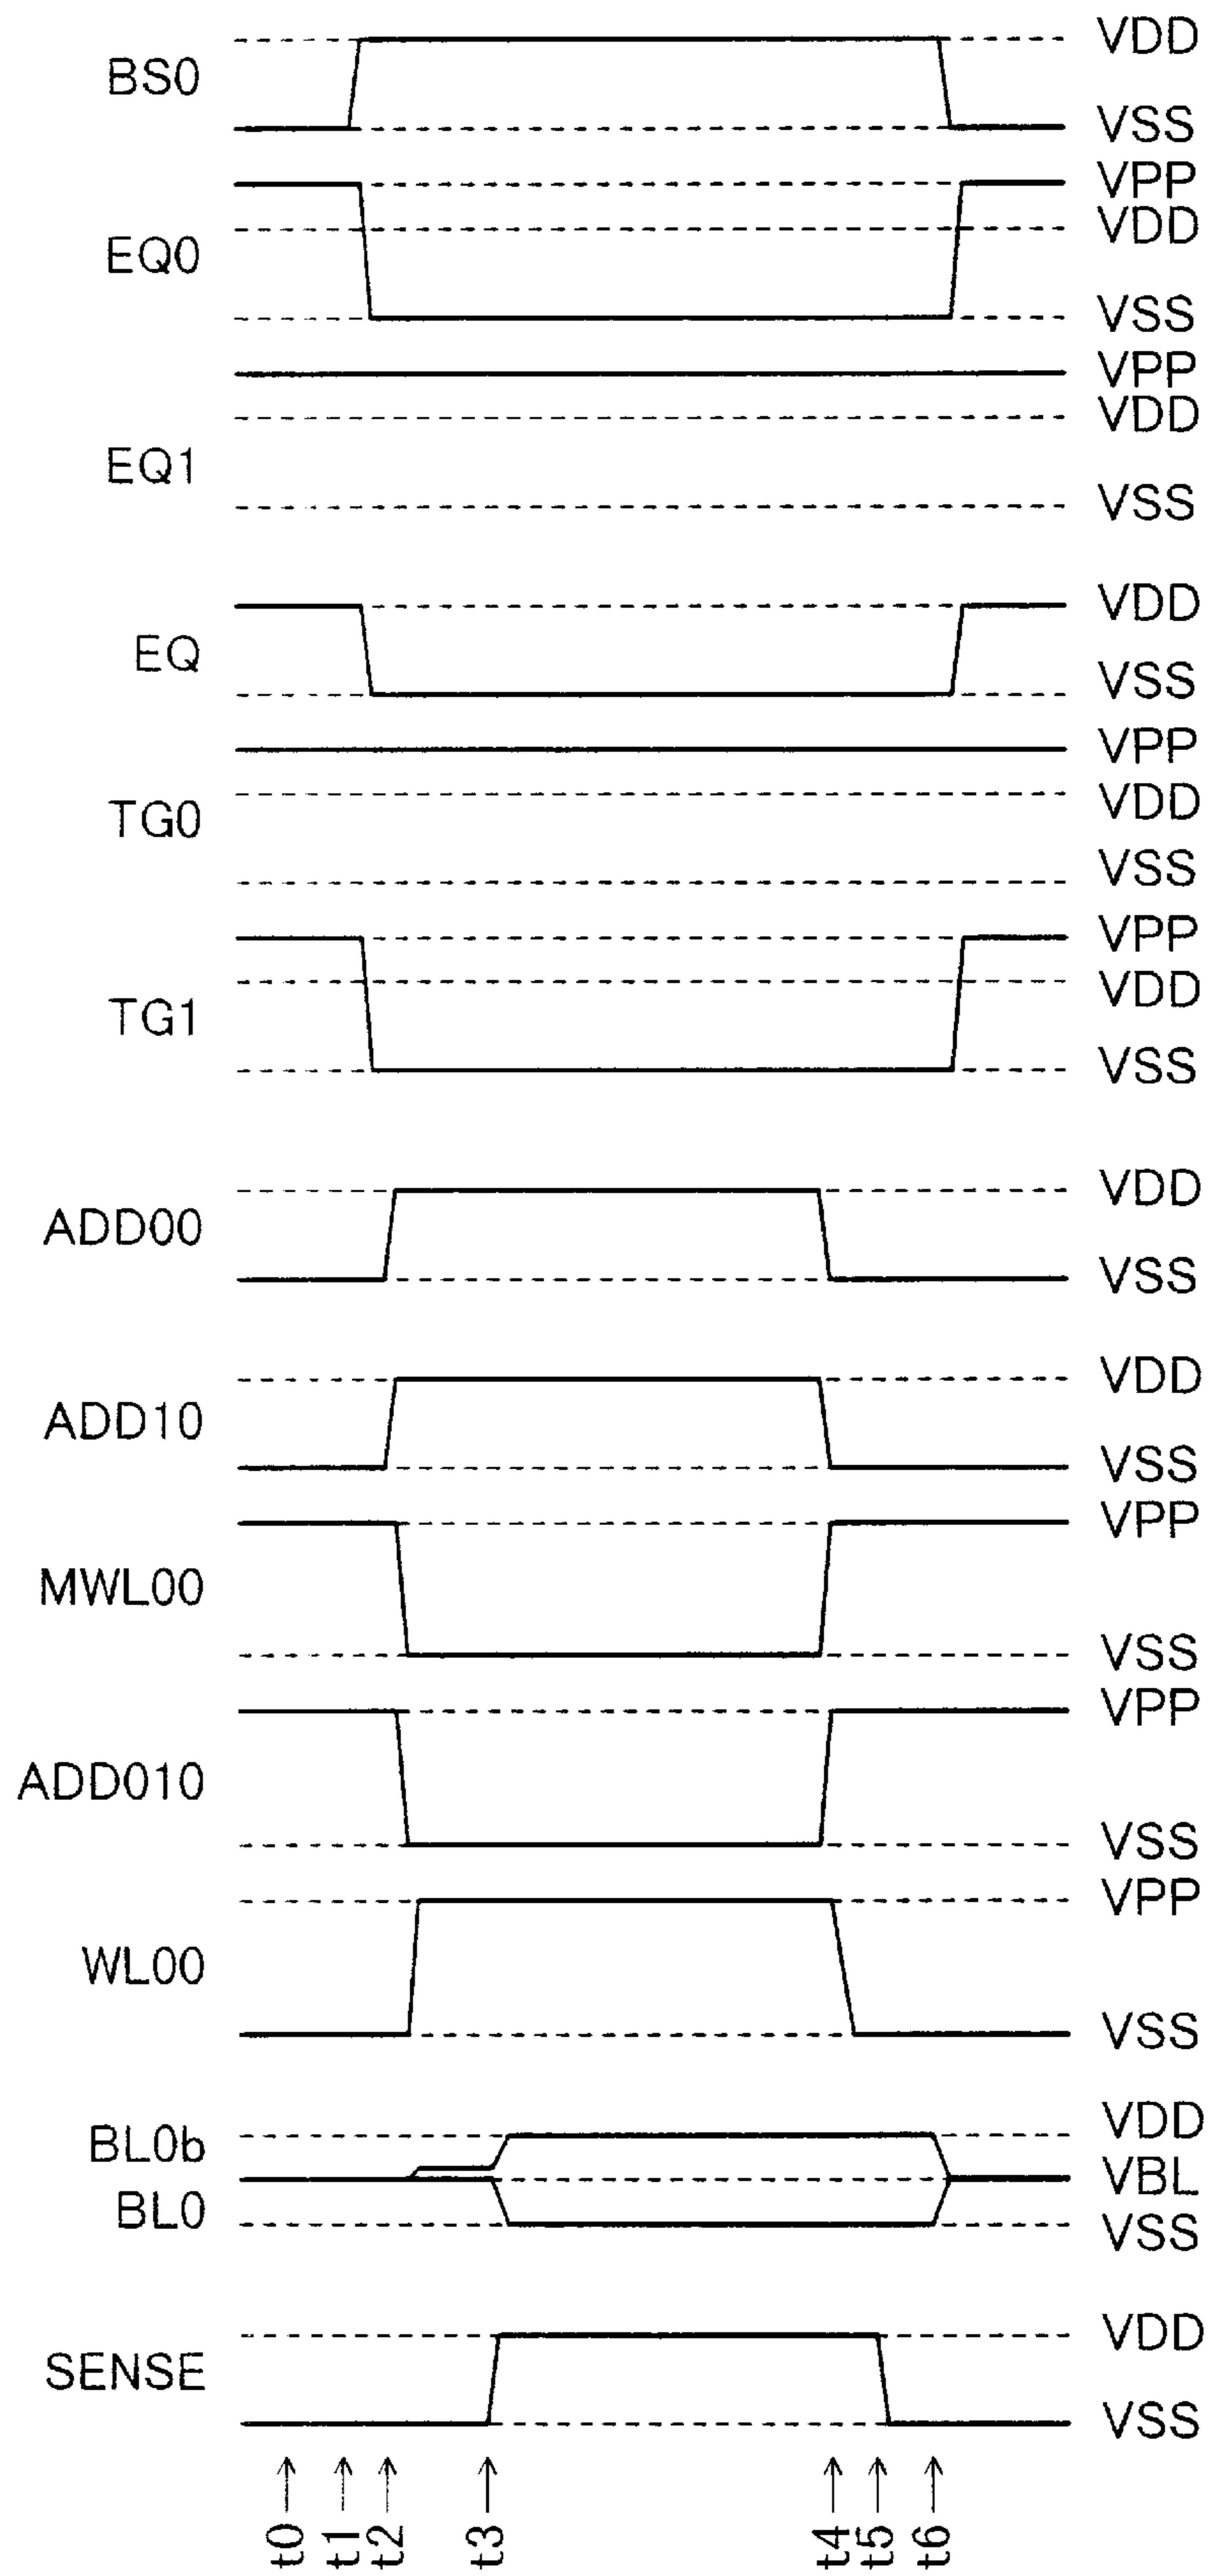 BS0
VDD
VSS
EQ0
VPP
VDD
VSS
EQ1
VPP
VDD
VSS
EQ
VDD
VSS
TG0
VPP
VDD
VSS
TG1
VPP
VDD
VSS
ADD00
VDD
VSS
ADD10
VDD
VSS
MWL00
VPP
VSS
ADD010
VPP
VSS
WL00
VPP
VSS
BL0b
BL0
VDD
VBL
VSS
SENSE
VDD
VSS
t0 t1 t2 t3 t4 t5 t6